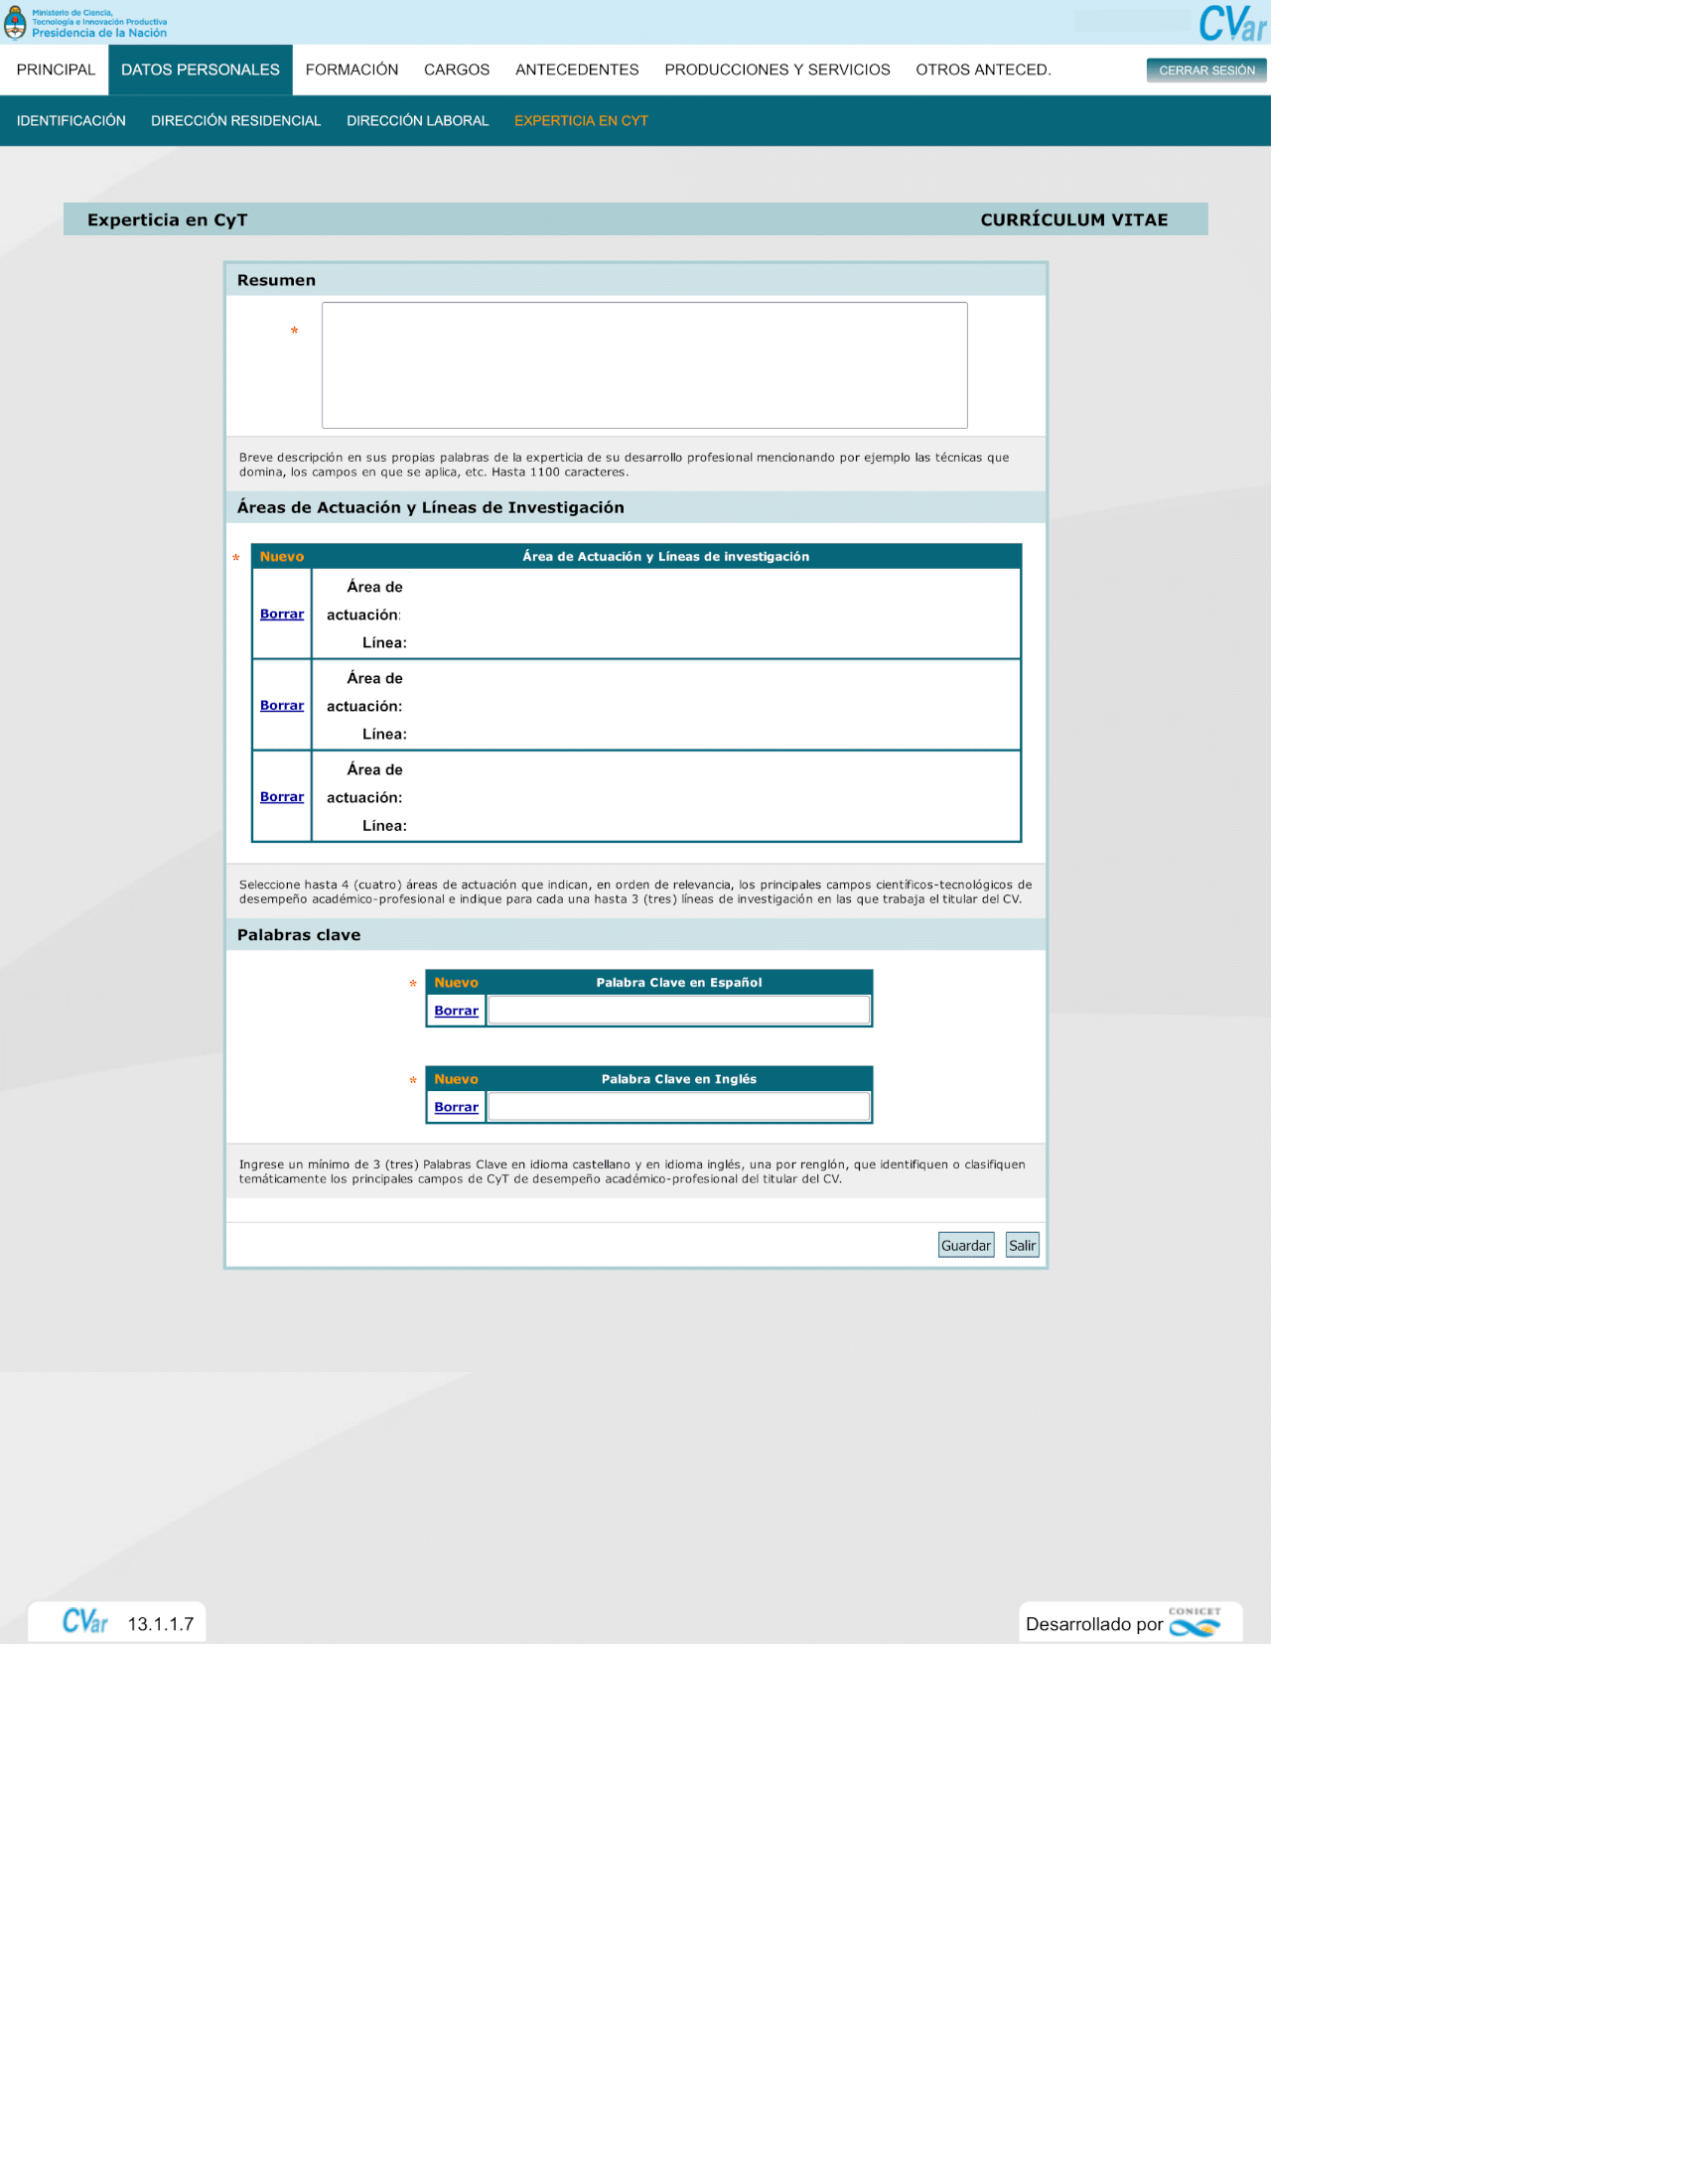 Ministerio de Ciencia,
Tecnología e Innovación Productiva
Presidencia de la Nación
CVar
PRINCIPAL DATOS PERSONALES FORMACIÓN CARGOS ANTECEDENTES PRODUCCIONES Y SERVICIOS OTROS ANTECED. CERRAR SESIÓN
IDENTIFICACIÓN DIRECCIÓN RESIDENCIAL DIRECCIÓN LABORAL EXPERTICIA EN CYT
Experticia en CyT CURRÍCULUM VITAE
Resumen
*
Breve descripción en sus propias palabras de la experticia de su desarrollo profesional mencionando por ejemplo las técnicas que
domina, los campos en que se aplica, etc. Hasta 1100 caracteres.
Áreas de Actuación y Líneas de Investigación
* Nuevo Área de Actuación y Líneas de investigación
Área de
Borrar actuación:
Línea:
Área de
Borrar actuación:
Línea:
Área de
Borrar actuación:
Línea:
Seleccione hasta 4 (cuatro) áreas de actuación que indican, en orden de relevancia, los principales campos científicos-tecnológicos de
desempeño académico-profesional e indique para cada una hasta 3 (tres) líneas de investigación en las que trabaja el titular del CV.
Palabras clave
* Nuevo Palabra Clave en Español
Borrar
* Nuevo Palabra Clave en Inglés
Borrar
Ingrese un mínimo de 3 (tres) Palabras Clave en idioma castellano y en idioma inglés, una por renglón, que identifiquen o clasifiquen
temáticamente los principales campos de CyT de desempeño académico-profesional del titular del CV.
Guardar Salir
CVar 13.1.1.7
Desarrollado por CONICET